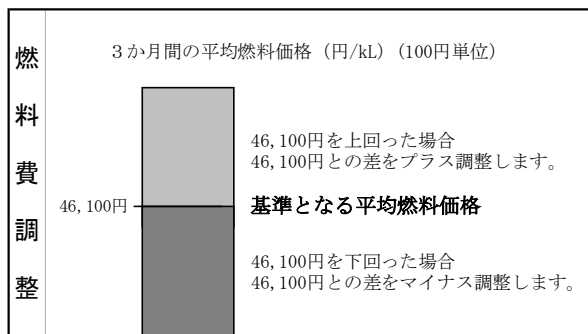 燃料費調整
3か月間の平均燃料価格（円/kL）（100円単位）
46,100円を上回った場合
46,100円との差をプラス調整します。
46,100円
基準となる平均燃料価格
46,100円を下回った場合
46,100円との差をマイナス調整します。